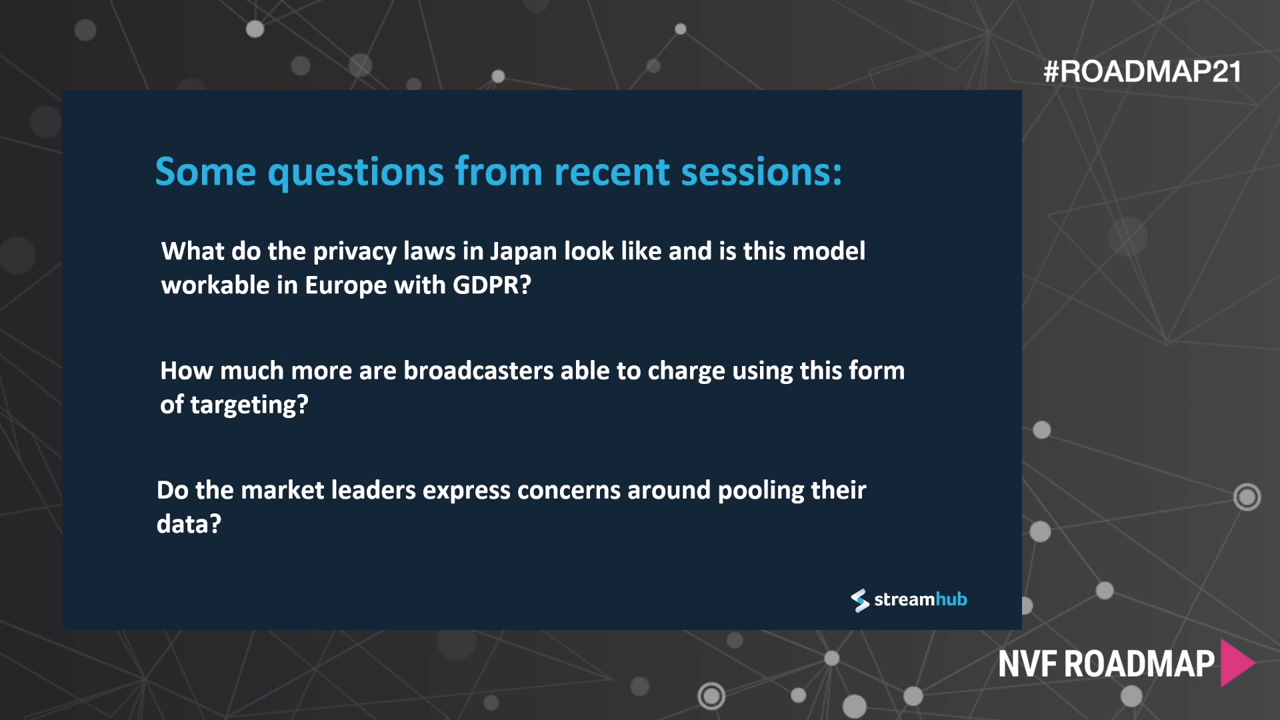 #ROADMAP21
Some questions from recent sessions:
What do the privacy laws in Japan look like and is this model
workable in Europe with GDPR?
How much more are broadcasters able to charge using this form
of targeting?
Do the market leaders express concerns around pooling their
data?
streamhub
NVF ROADMAP